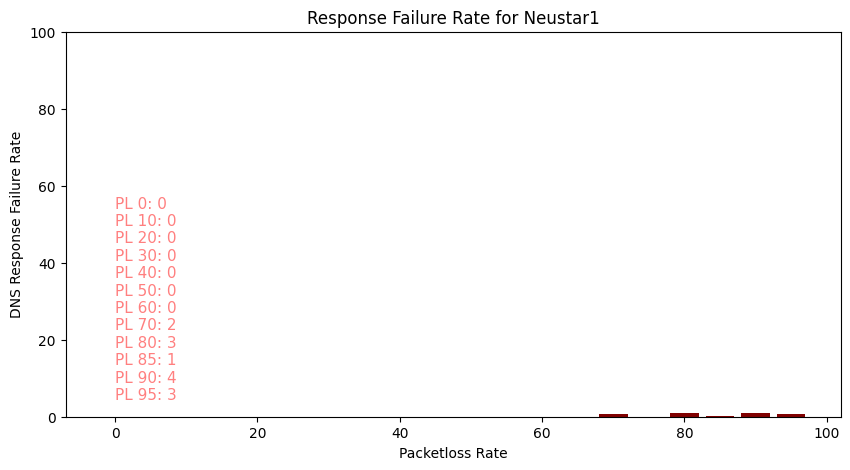 Response Failure Rate for Neustar1
100
80
60
40
20
0
DNS Response Failure Rate
PL 0: 0
PL 10: 0
PL 20: 0
PL 30: 0
PL 40: 0
PL 50: 0
PL 60: 0
PL 70: 2
PL 80: 3
PL 85: 1
PL 90: 4
PL 95: 3
0 20 40 60 80 100
Packetloss Rate